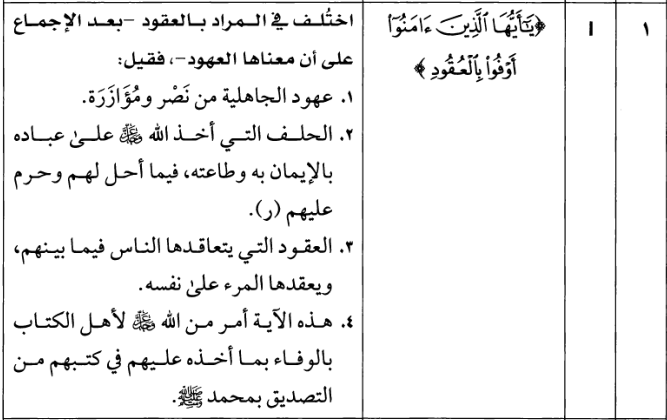 ١
ا
﴿يَٰٓأَيُّهَا ٱلَّذِينَ ءَامَنُوٓا۟
أَوْفُوا۟ بِٱلْعُقُودِ﴾
اختُلف في المراد بالعقود –بعد الإجماع
على أن معناها العهود–، فقيل:
١. عهود الجاهلية من نَصْر ومُؤَازَرَة.
٢. الحلف التي أخذ الله ﷻ علىٰ عباده
بالإيمان به وطاعته، فيما أحل لهم وحرم
عليهم (ر).
٣. العقود التي يتعاقدها الناس فيما بينهم،
ويعقدها المرء علىٰ نفسه.
٤. هذه الآية أمر من الله ﷻ لأهل الكتاب
بالوفاء بما أخذه عليهم في كتبهم من
التصديق بمحمد ﷺ.